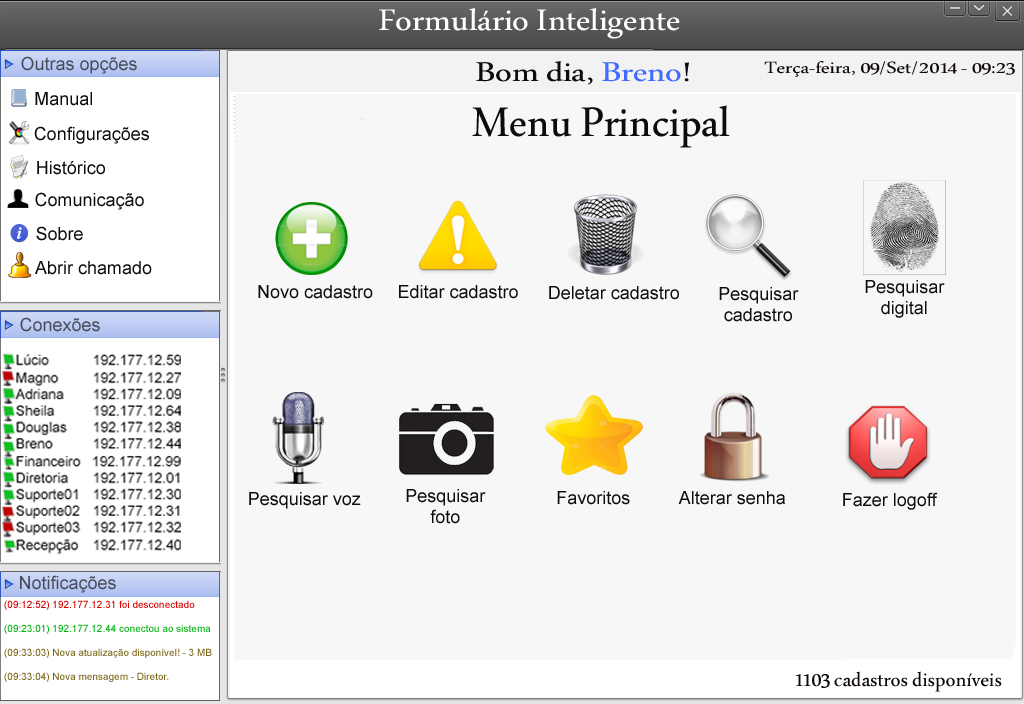 Formulário Inteligente
Outras opções
Manual
Configurações
Histórico
Comunicação
Sobre
Abrir chamado
Conexões
Lúcio 192.177.12.59
Magno 192.177.12.27
Adriana 192.177.12.09
Sheila 192.177.12.64
Douglas 192.177.12.38
Breno 192.177.12.44
Financeiro 192.177.12.99
Diretoria 192.177.12.01
Suporte01 192.177.12.30
Suporte02 192.177.12.31
Suporte03 192.177.12.32
Recepção 192.177.12.40
Notificações
(09:12:52) 192.177.12.31 foi desconectado
(09:23:01) 192.177.12.44 conectou ao sistema
(09:33:03) Nova atualização disponível! - 3 MB
(09:33:04) Nova mensagem - Diretor.
Bom dia, Breno!
Terça-feira, 09/Set/2014 - 09:23
Menu Principal
Novo cadastro
Editar cadastro
Deletar cadastro
Pesquisar
cadastro
Pesquisar
digital
Pesquisar voz
Pesquisar
foto
Favoritos
Alterar senha
Fazer logoff
1103 cadastros disponíveis